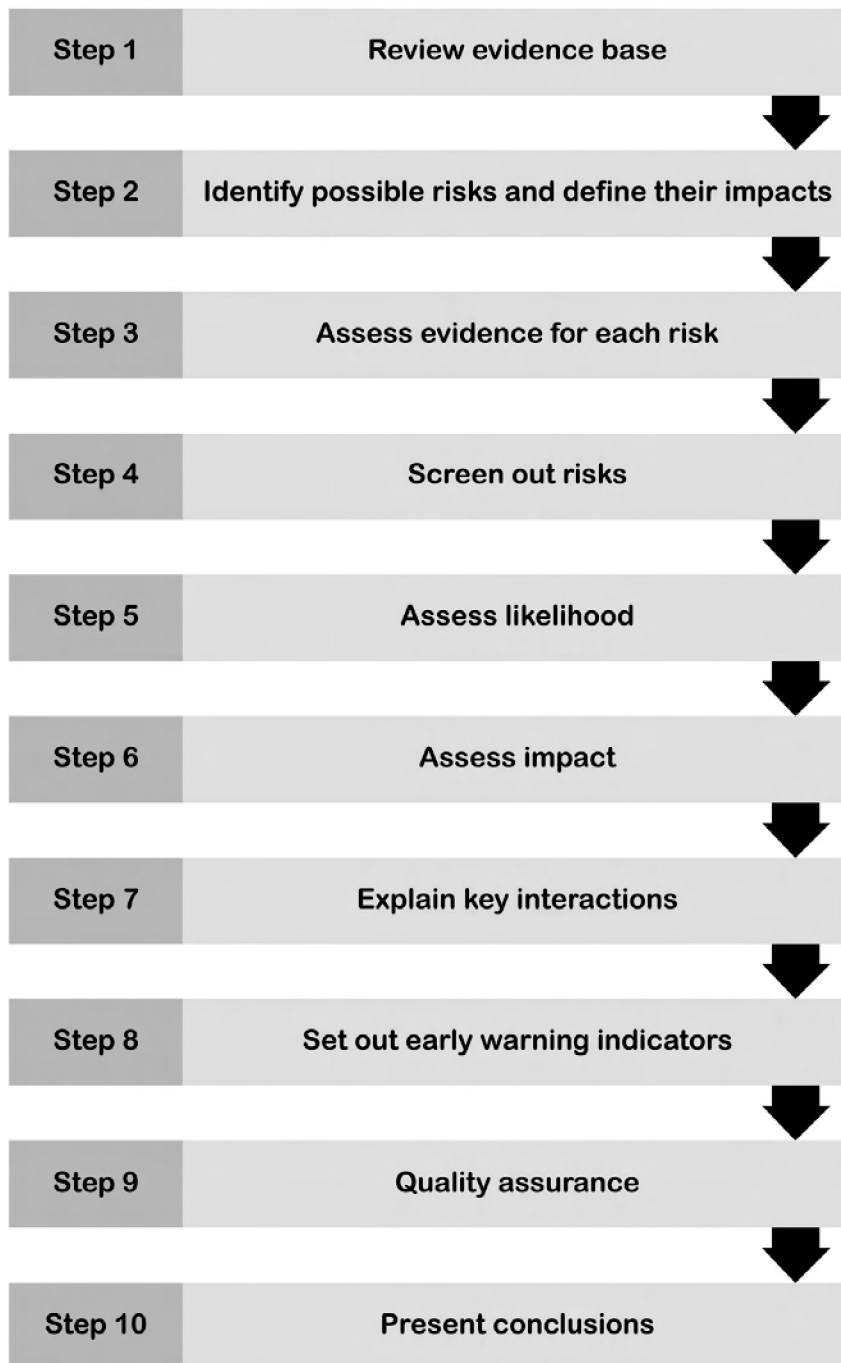 Step 1 Review evidence base
Step 2 Identify possible risks and define their impacts
Step 3 Assess evidence for each risk
Step 4 Screen out risks
Step 5 Assess likelihood
Step 6 Assess impact
Step 7 Explain key interactions
Step 8 Set out early warning indicators
Step 9 Quality assurance
Step 10 Present conclusions